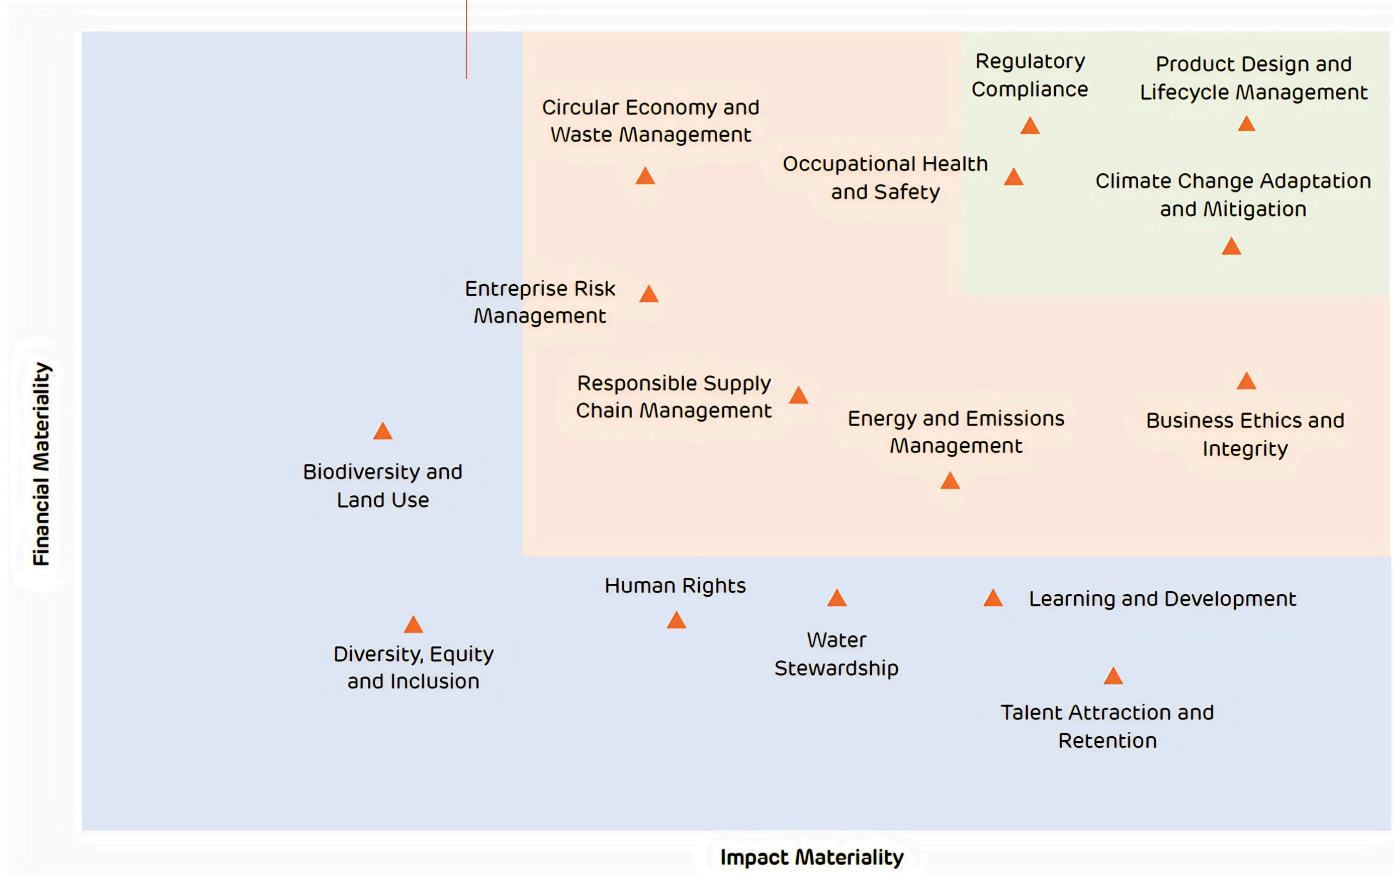 Regulatory
Compliance
Product Design and
Lifecycle Management
Circular Economy and
Waste Management
Occupational Health
and Safety
Climate Change Adaptation
and Mitigation
Entreprise Risk
Management
Responsible Supply
Chain Management
Energy and Emissions
Management
Business Ethics and
Integrity
Biodiversity and
Land Use
Financial Materiality
Human Rights
Water
Stewardship
Learning and Development
Diversity, Equity
and Inclusion
Talent Attraction and
Retention
Impact Materiality